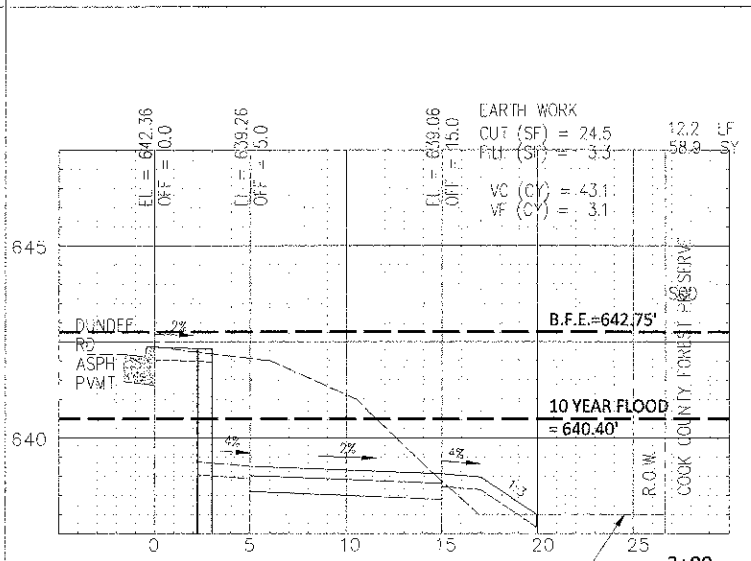 EL = 642.36
OFF = 0.0
EL = 639.26
OFF = 5.0
EL = 639.06
OFF = 15.0
EARTH WORK
CUT (SF) = 24.5
FILL (SF) = 3.3
VC (CY) = 43.1
VF (CY) = 3.1
12.2 LF
58.9 SY
645
640
DUNDEE
RD
ASPH
PVMT
2%
B.F.E.=642.75'
10 YEAR FLOOD
= 640.40'
4%
2%
4%
1:3
R.O.W.
COOK COUNTY FOREST PRESERVE
0
5
10
15
20
25